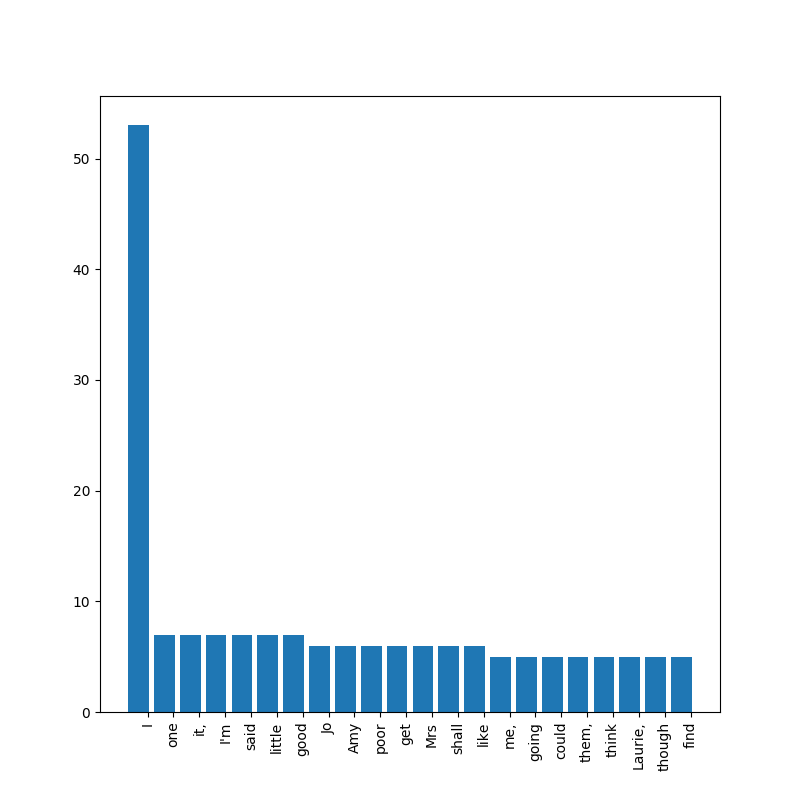 50
40
30
20
10
0
I
one
it,
I'm
said
little
good
Jo
Amy
poor
get
Mrs
shall
like
me,
going
could
them,
think
Laurie,
though
find